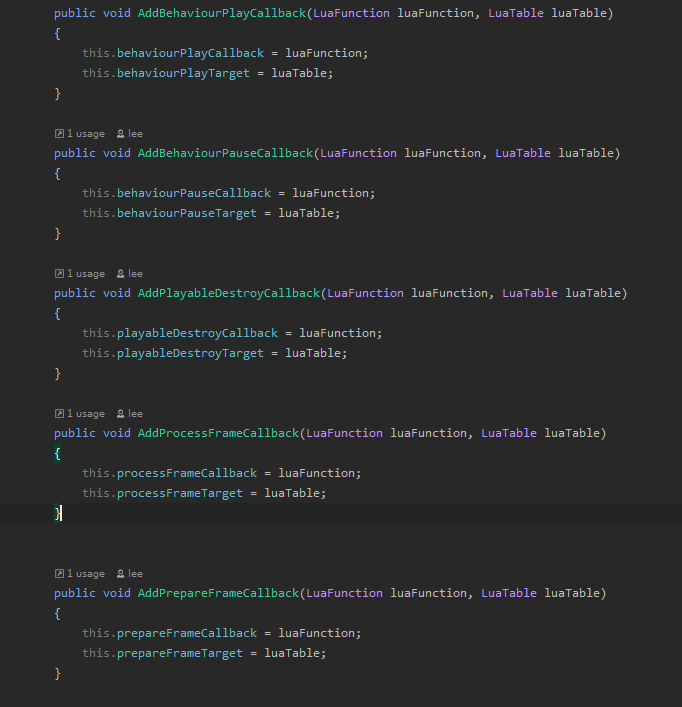 public void AddBehaviourPlayCallback(LuaFunction luaFunction, LuaTable luaTable)
{
this.behaviourPlayCallback = luaFunction;
this.behaviourPlayTarget = luaTable;
}
1 usage lee
public void AddBehaviourPauseCallback(LuaFunction luaFunction, LuaTable luaTable)
{
this.behaviourPauseCallback = luaFunction;
this.behaviourPauseTarget = luaTable;
}
1 usage lee
public void AddPlayableDestroyCallback(LuaFunction luaFunction, LuaTable luaTable)
{
this.playableDestroyCallback = luaFunction;
this.playableDestroyTarget = luaTable;
}
1 usage lee
public void AddProcessFrameCallback(LuaFunction luaFunction, LuaTable luaTable)
{
this.processFrameCallback = luaFunction;
this.processFrameTarget = luaTable;
}
1 usage lee
public void AddPrepareFrameCallback(LuaFunction luaFunction, LuaTable luaTable)
{
this.prepareFrameCallback = luaFunction;
this.prepareFrameTarget = luaTable;
}